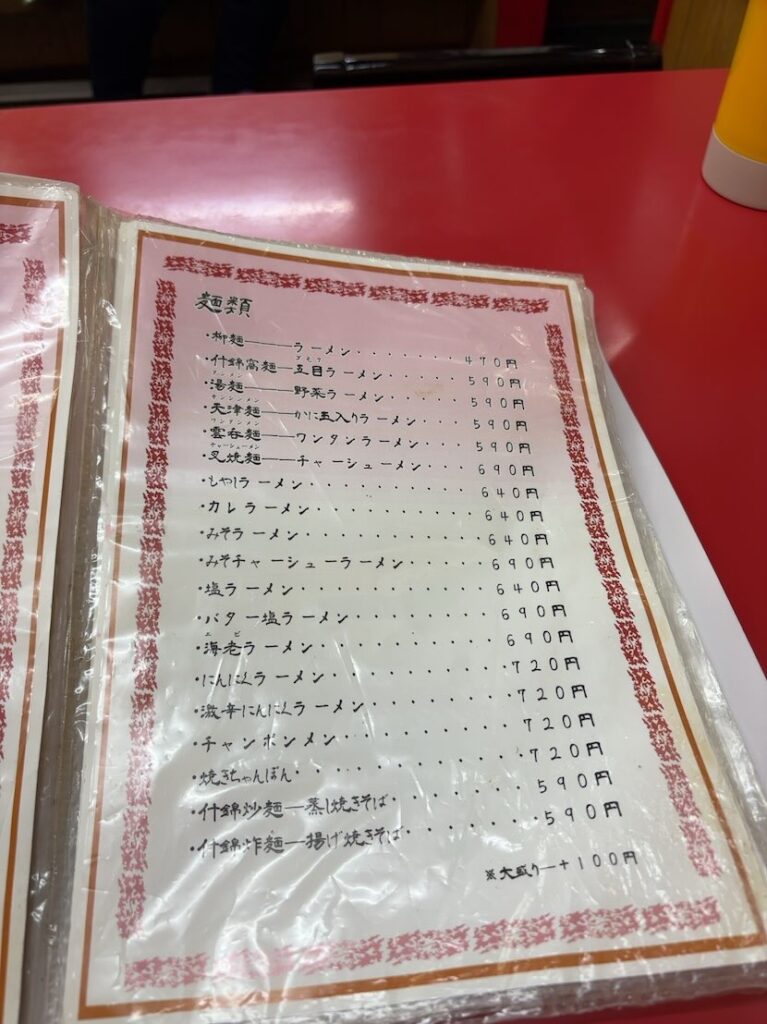 麺類
・柳麺――ラーメン・・・・・・・470円
・什錦窩麺―五目ラーメン・・・・・590円
・湯麺――野菜ラーメン・・・・・590円
・天津麺――かに玉入りラーメン・・・590円
・雲呑麺――ワンタンラーメン・・・590円
・叉焼麺――チャーシューメン・・・690円
・もやしラーメン・・・・・・・・・・640円
・カレーラーメン・・・・・・・・・・640円
・みそラーメン・・・・・・・・・・・640円
・みそチャーシューラーメン・・・・・690円
・塩ラーメン・・・・・・・・・・・・640円
・バター塩ラーメン・・・・・・・・・690円
・海老ラーメン・・・・・・・・・・・690円
・にんにくラーメン・・・・・・・・・720円
・激辛にんにくラーメン・・・・・・・720円
・チャンポンメン・・・・・・・・・・720円
・焼きちゃんぽん・・・・・・・・・・720円
・什錦炒麺―蒸し焼きそば・・・・・・590円
・什錦炸麺―揚げ焼きそば・・・・・・590円
※大盛り―+100円